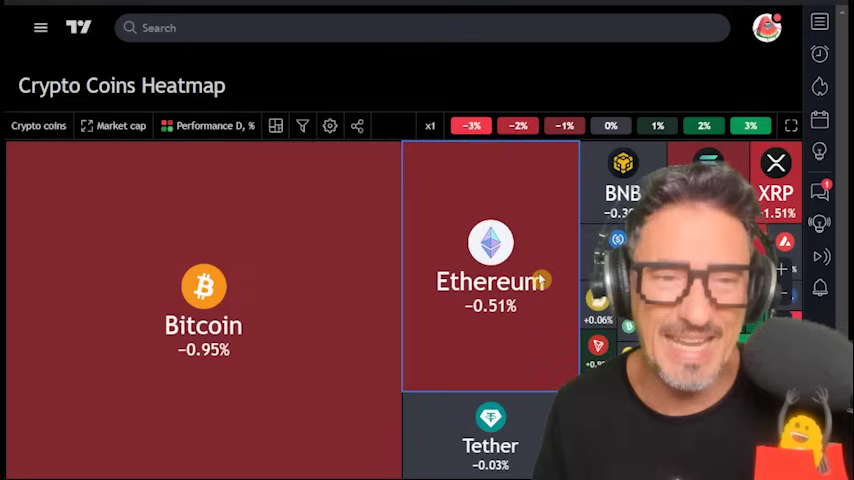 Search
Crypto Coins Heatmap
Crypto coins
Market cap
Performance D, %
x1
−3%
−2%
−1%
0%
1%
2%
3%
Bitcoin
−0.95%
Ethereum
−0.51%
Tether
−0.03%
BNB
XRP
−1.51%
+0.06%
1